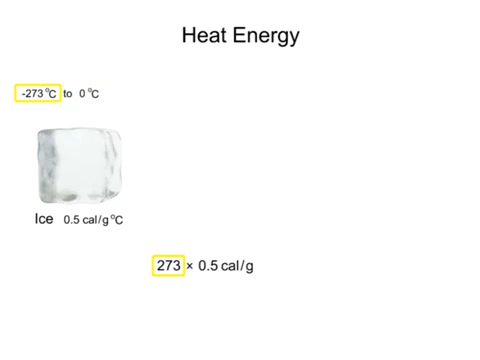 Heat Energy
-273 °C to 0 °C
Ice 0.5 cal/g °C
273 × 0.5 cal/g